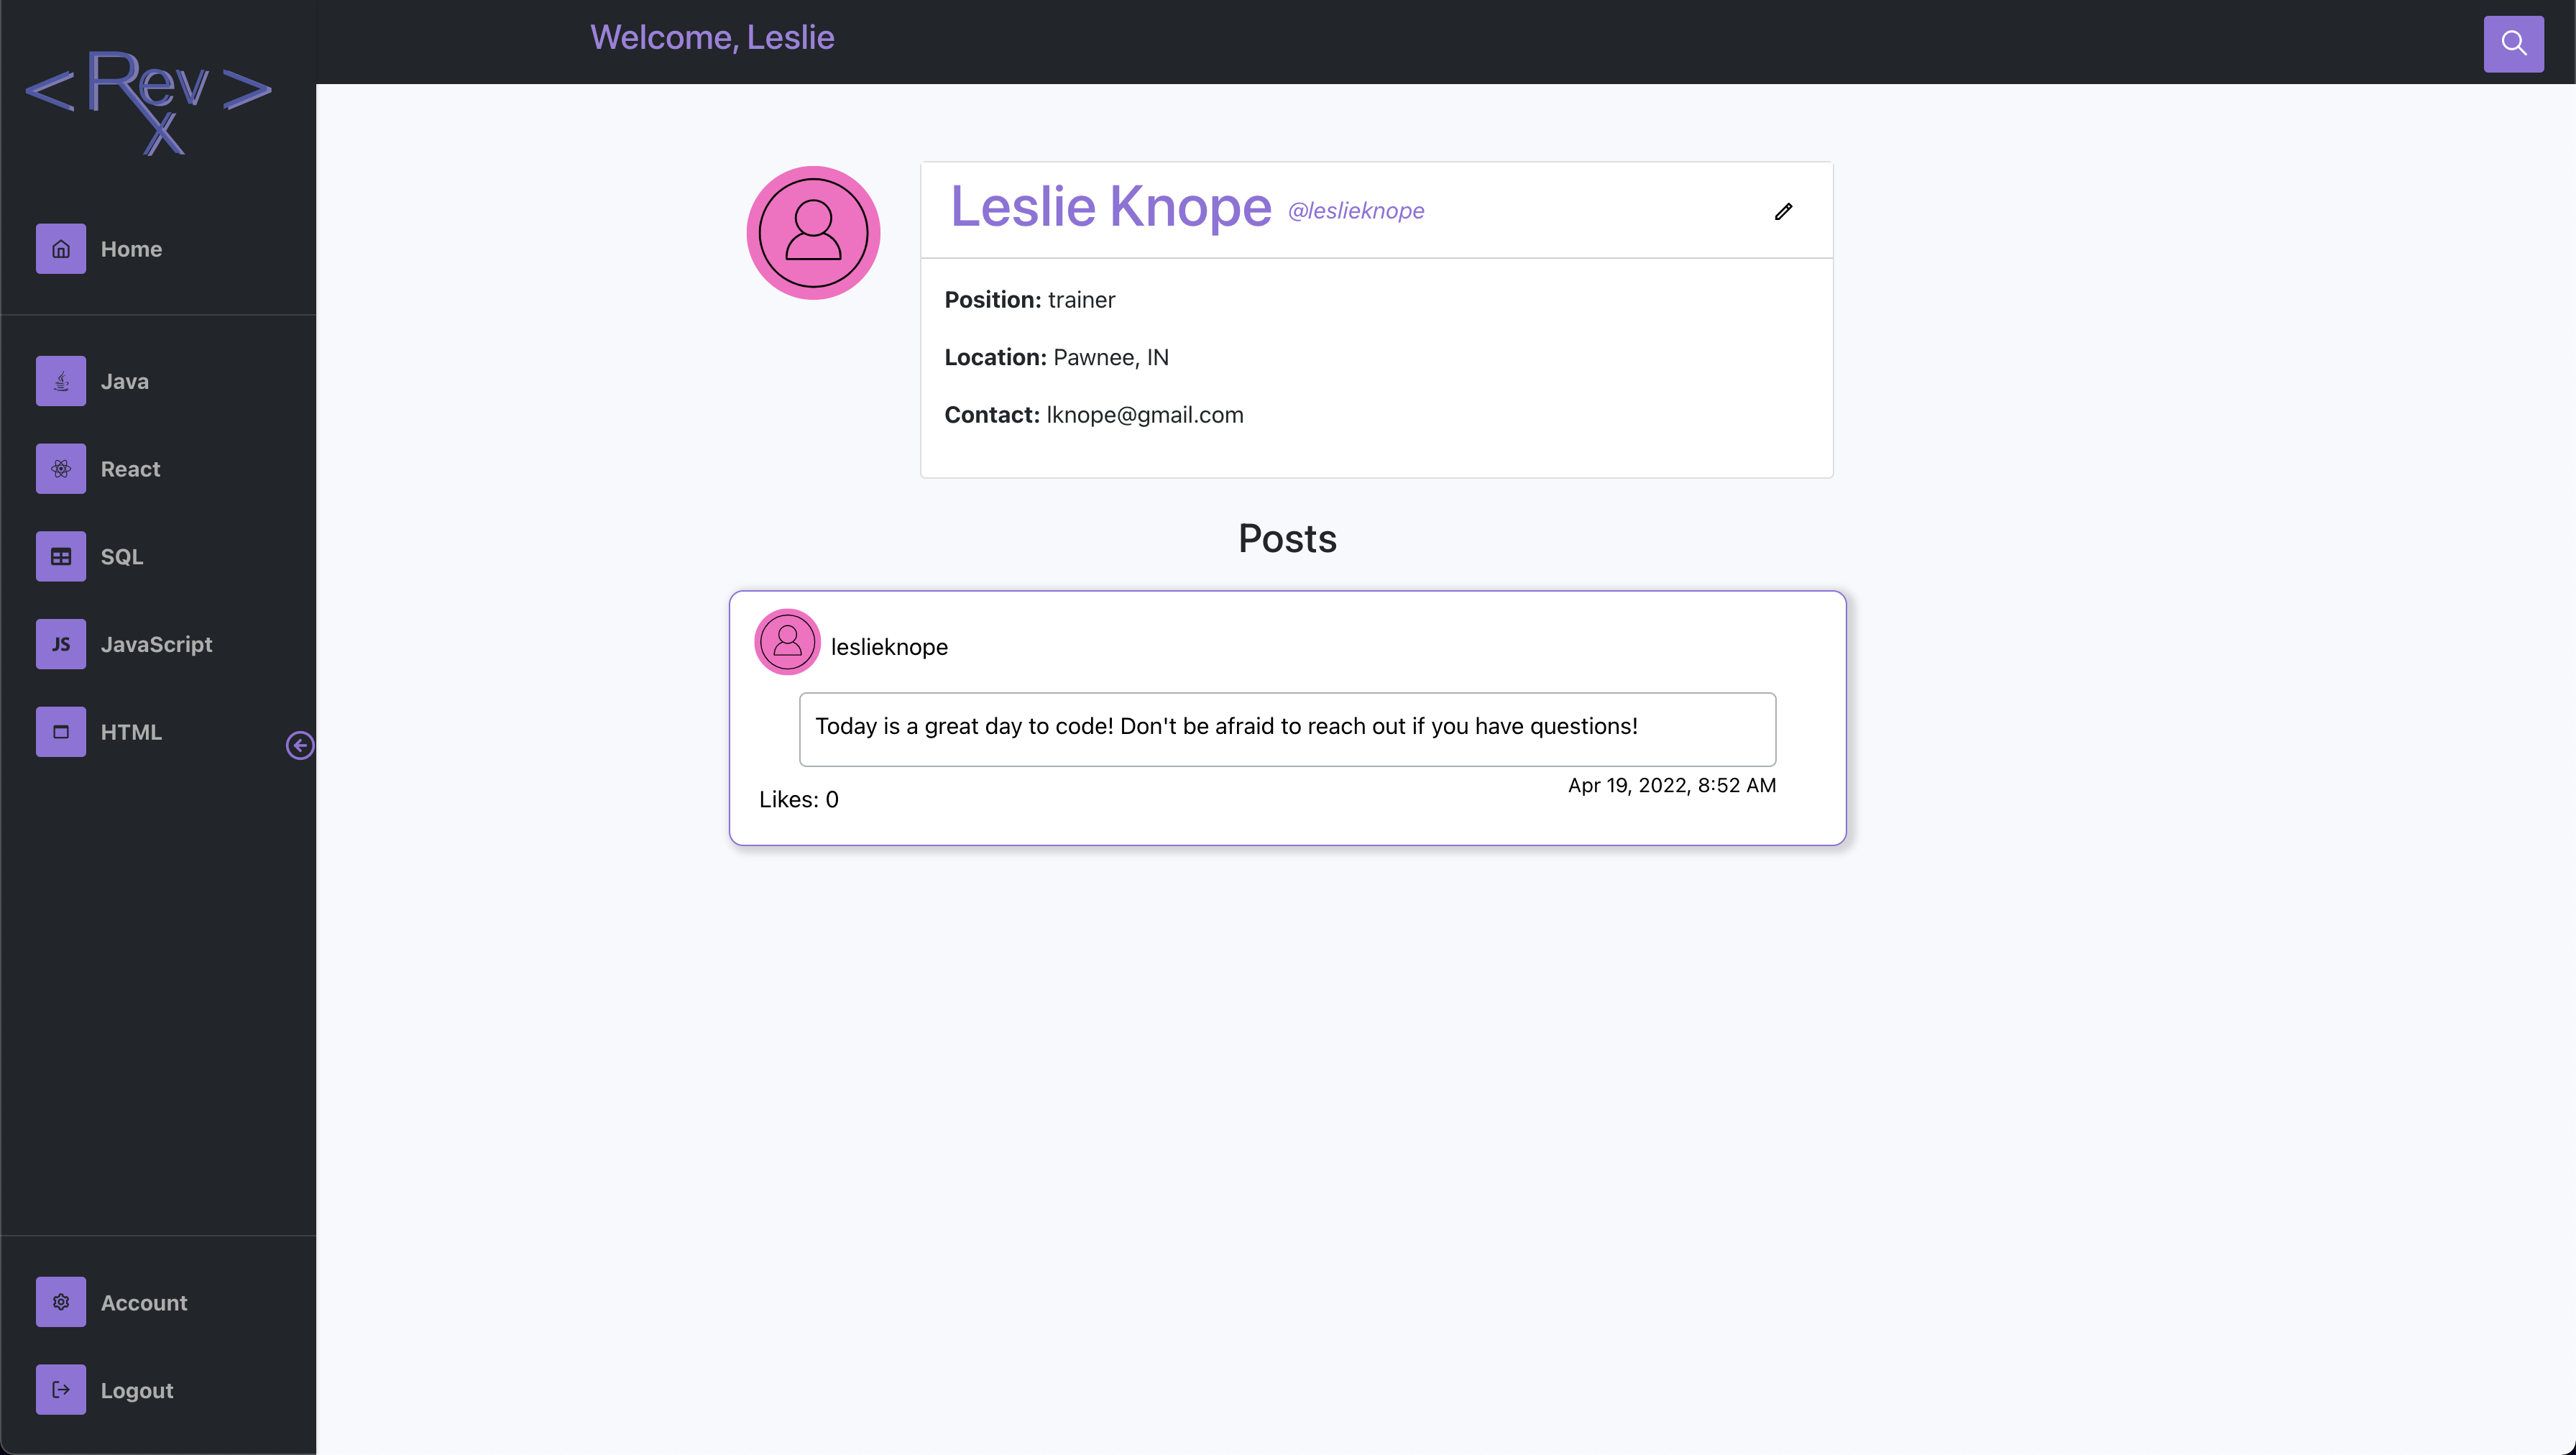 <Rev>
x
Welcome, Leslie
Home
Java
React
SQL
JS JavaScript
HTML
Account
Logout
Leslie Knope @leslieknope
Position: trainer
Location: Pawnee, IN
Contact: lknope@gmail.com
Posts
leslieknope
Today is a great day to code! Don't be afraid to reach out if you have questions!
Apr 19, 2022, 8:52 AM
Likes: 0